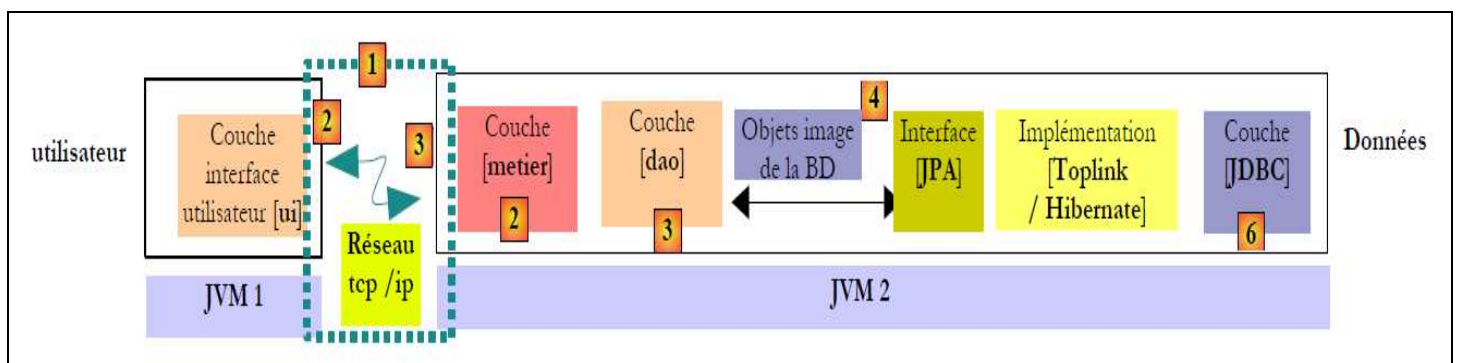 1
utilisateur
Couche
interface
utilisateur [ui]
2
3
Réseau
tcp /ip
Couche
[metier]
2
Couche
[dao]
3
Objets image
de la BD
4
Interface
[JPA]
Implémentation
[Toplink
/ Hibernate]
Couche
[JDBC]
6
Données
JVM 1
JVM 2